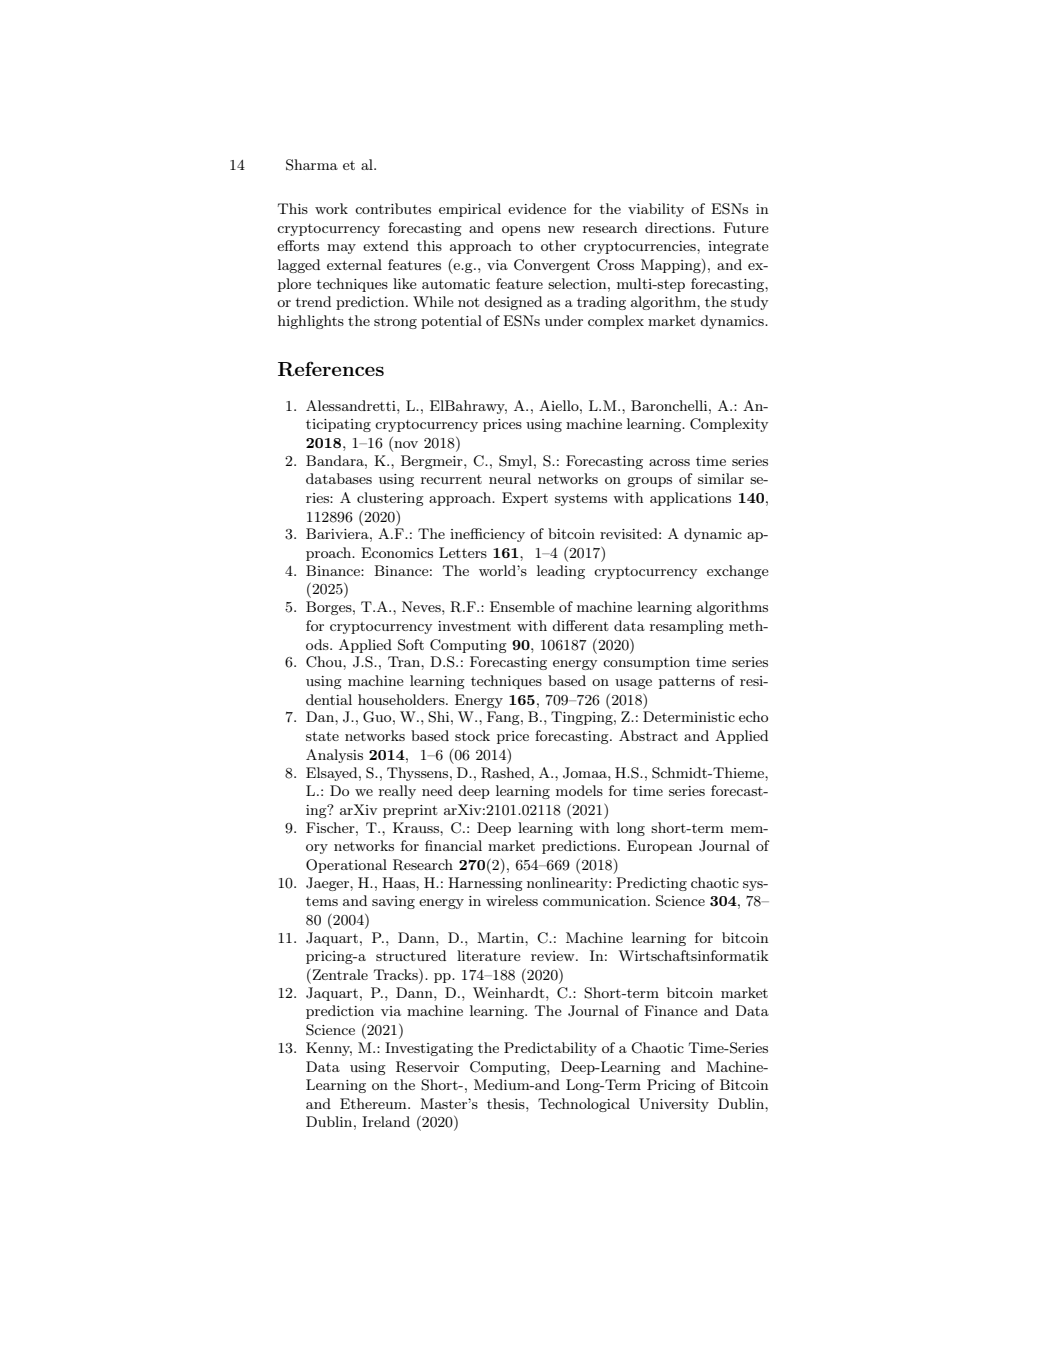 14 Sharma et al.
This work contributes empirical evidence for the viability of ESNs in
cryptocurrency forecasting and opens new research directions. Future
efforts may extend this approach to other cryptocurrencies, integrate
lagged external features (e.g., via Convergent Cross Mapping), and ex-
plore techniques like automatic feature selection, multi-step forecasting,
or trend prediction. While not designed as a trading algorithm, the study
highlights the strong potential of ESNs under complex market dynamics.
References
1. Alessandretti, L., ElBahrawy, A., Aiello, L.M., Baronchelli, A.: An-
ticipating cryptocurrency prices using machine learning. Complexity
2018, 1–16 (nov 2018)
2. Bandara, K., Bergmeir, C., Smyl, S.: Forecasting across time series
databases using recurrent neural networks on groups of similar se-
ries: A clustering approach. Expert systems with applications 140,
112896 (2020)
3. Bariviera, A.F.: The inefficiency of bitcoin revisited: A dynamic ap-
proach. Economics Letters 161, 1–4 (2017)
4. Binance: Binance: The world's leading cryptocurrency exchange
(2025)
5. Borges, T.A., Neves, R.F.: Ensemble of machine learning algorithms
for cryptocurrency investment with different data resampling meth-
ods. Applied Soft Computing 90, 106187 (2020)
6. Chou, J.S., Tran, D.S.: Forecasting energy consumption time series
using machine learning techniques based on usage patterns of resi-
dential householders. Energy 165, 709–726 (2018)
7. Dan, J., Guo, W., Shi, W., Fang, B., Tingping, Z.: Deterministic echo
state networks based stock price forecasting. Abstract and Applied
Analysis 2014, 1–6 (06 2014)
8. Elsayed, S., Thyssens, D., Rashed, A., Jomaa, H.S., Schmidt-Thieme,
L.: Do we really need deep learning models for time series forecast-
ing? arXiv preprint arXiv:2101.02118 (2021)
9. Fischer, T., Krauss, C.: Deep learning with long short-term mem-
ory networks for financial market predictions. European Journal of
Operational Research 270(2), 654–669 (2018)
10. Jaeger, H., Haas, H.: Harnessing nonlinearity: Predicting chaotic sys-
tems and saving energy in wireless communication. Science 304, 78–
80 (2004)
11. Jaquart, P., Dann, D., Martin, C.: Machine learning for bitcoin
pricing-a structured literature review. In: Wirtschaftsinformatik
(Zentrale Tracks). pp. 174–188 (2020)
12. Jaquart, P., Dann, D., Weinhardt, C.: Short-term bitcoin market
prediction via machine learning. The Journal of Finance and Data
Science (2021)
13. Kenny, M.: Investigating the Predictability of a Chaotic Time-Series
Data using Reservoir Computing, Deep-Learning and Machine-
Learning on the Short-, Medium-and Long-Term Pricing of Bitcoin
and Ethereum. Master's thesis, Technological University Dublin,
Dublin, Ireland (2020)